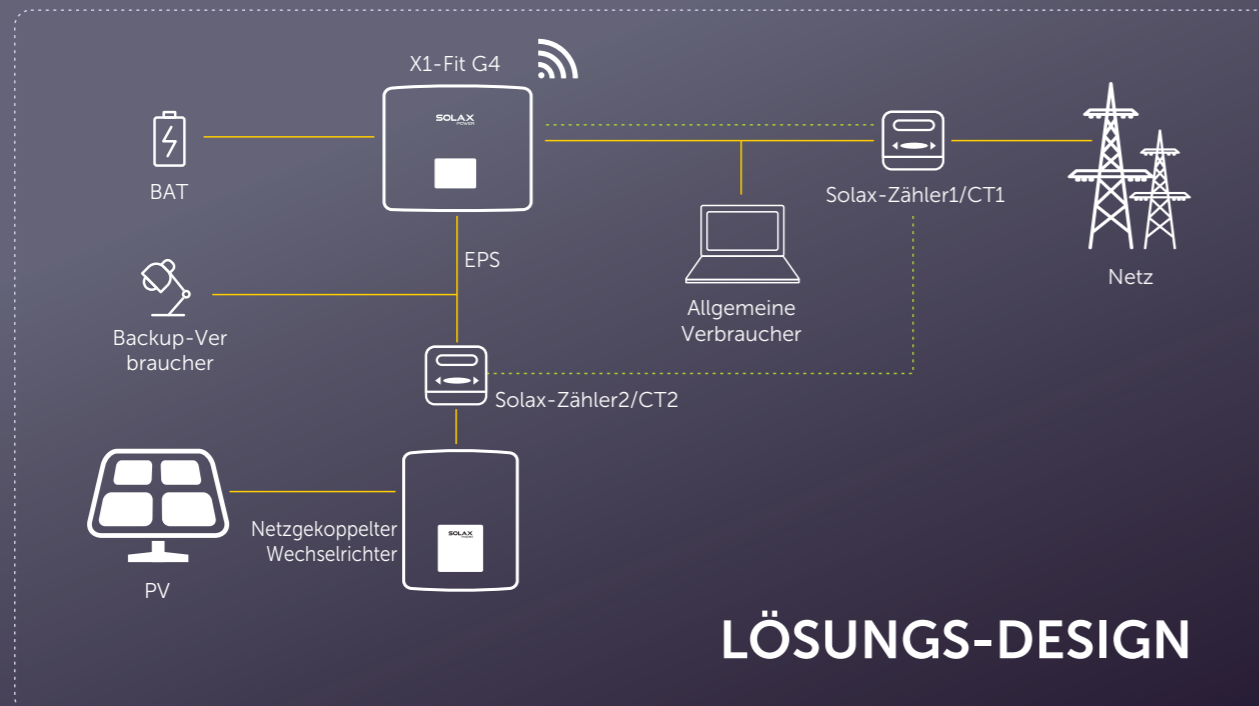 X1-Fit G4
SOLAX
POWER
BAT
Solax-Zähler1/CT1
EPS
Netz
Allgemeine
Verbraucher
Backup-Ver
braucher
Solax-Zähler2/CT2
Netzgekoppelter
Wechselrichter
SOLAX
POWER
PV
LÖSUNGS-DESIGN